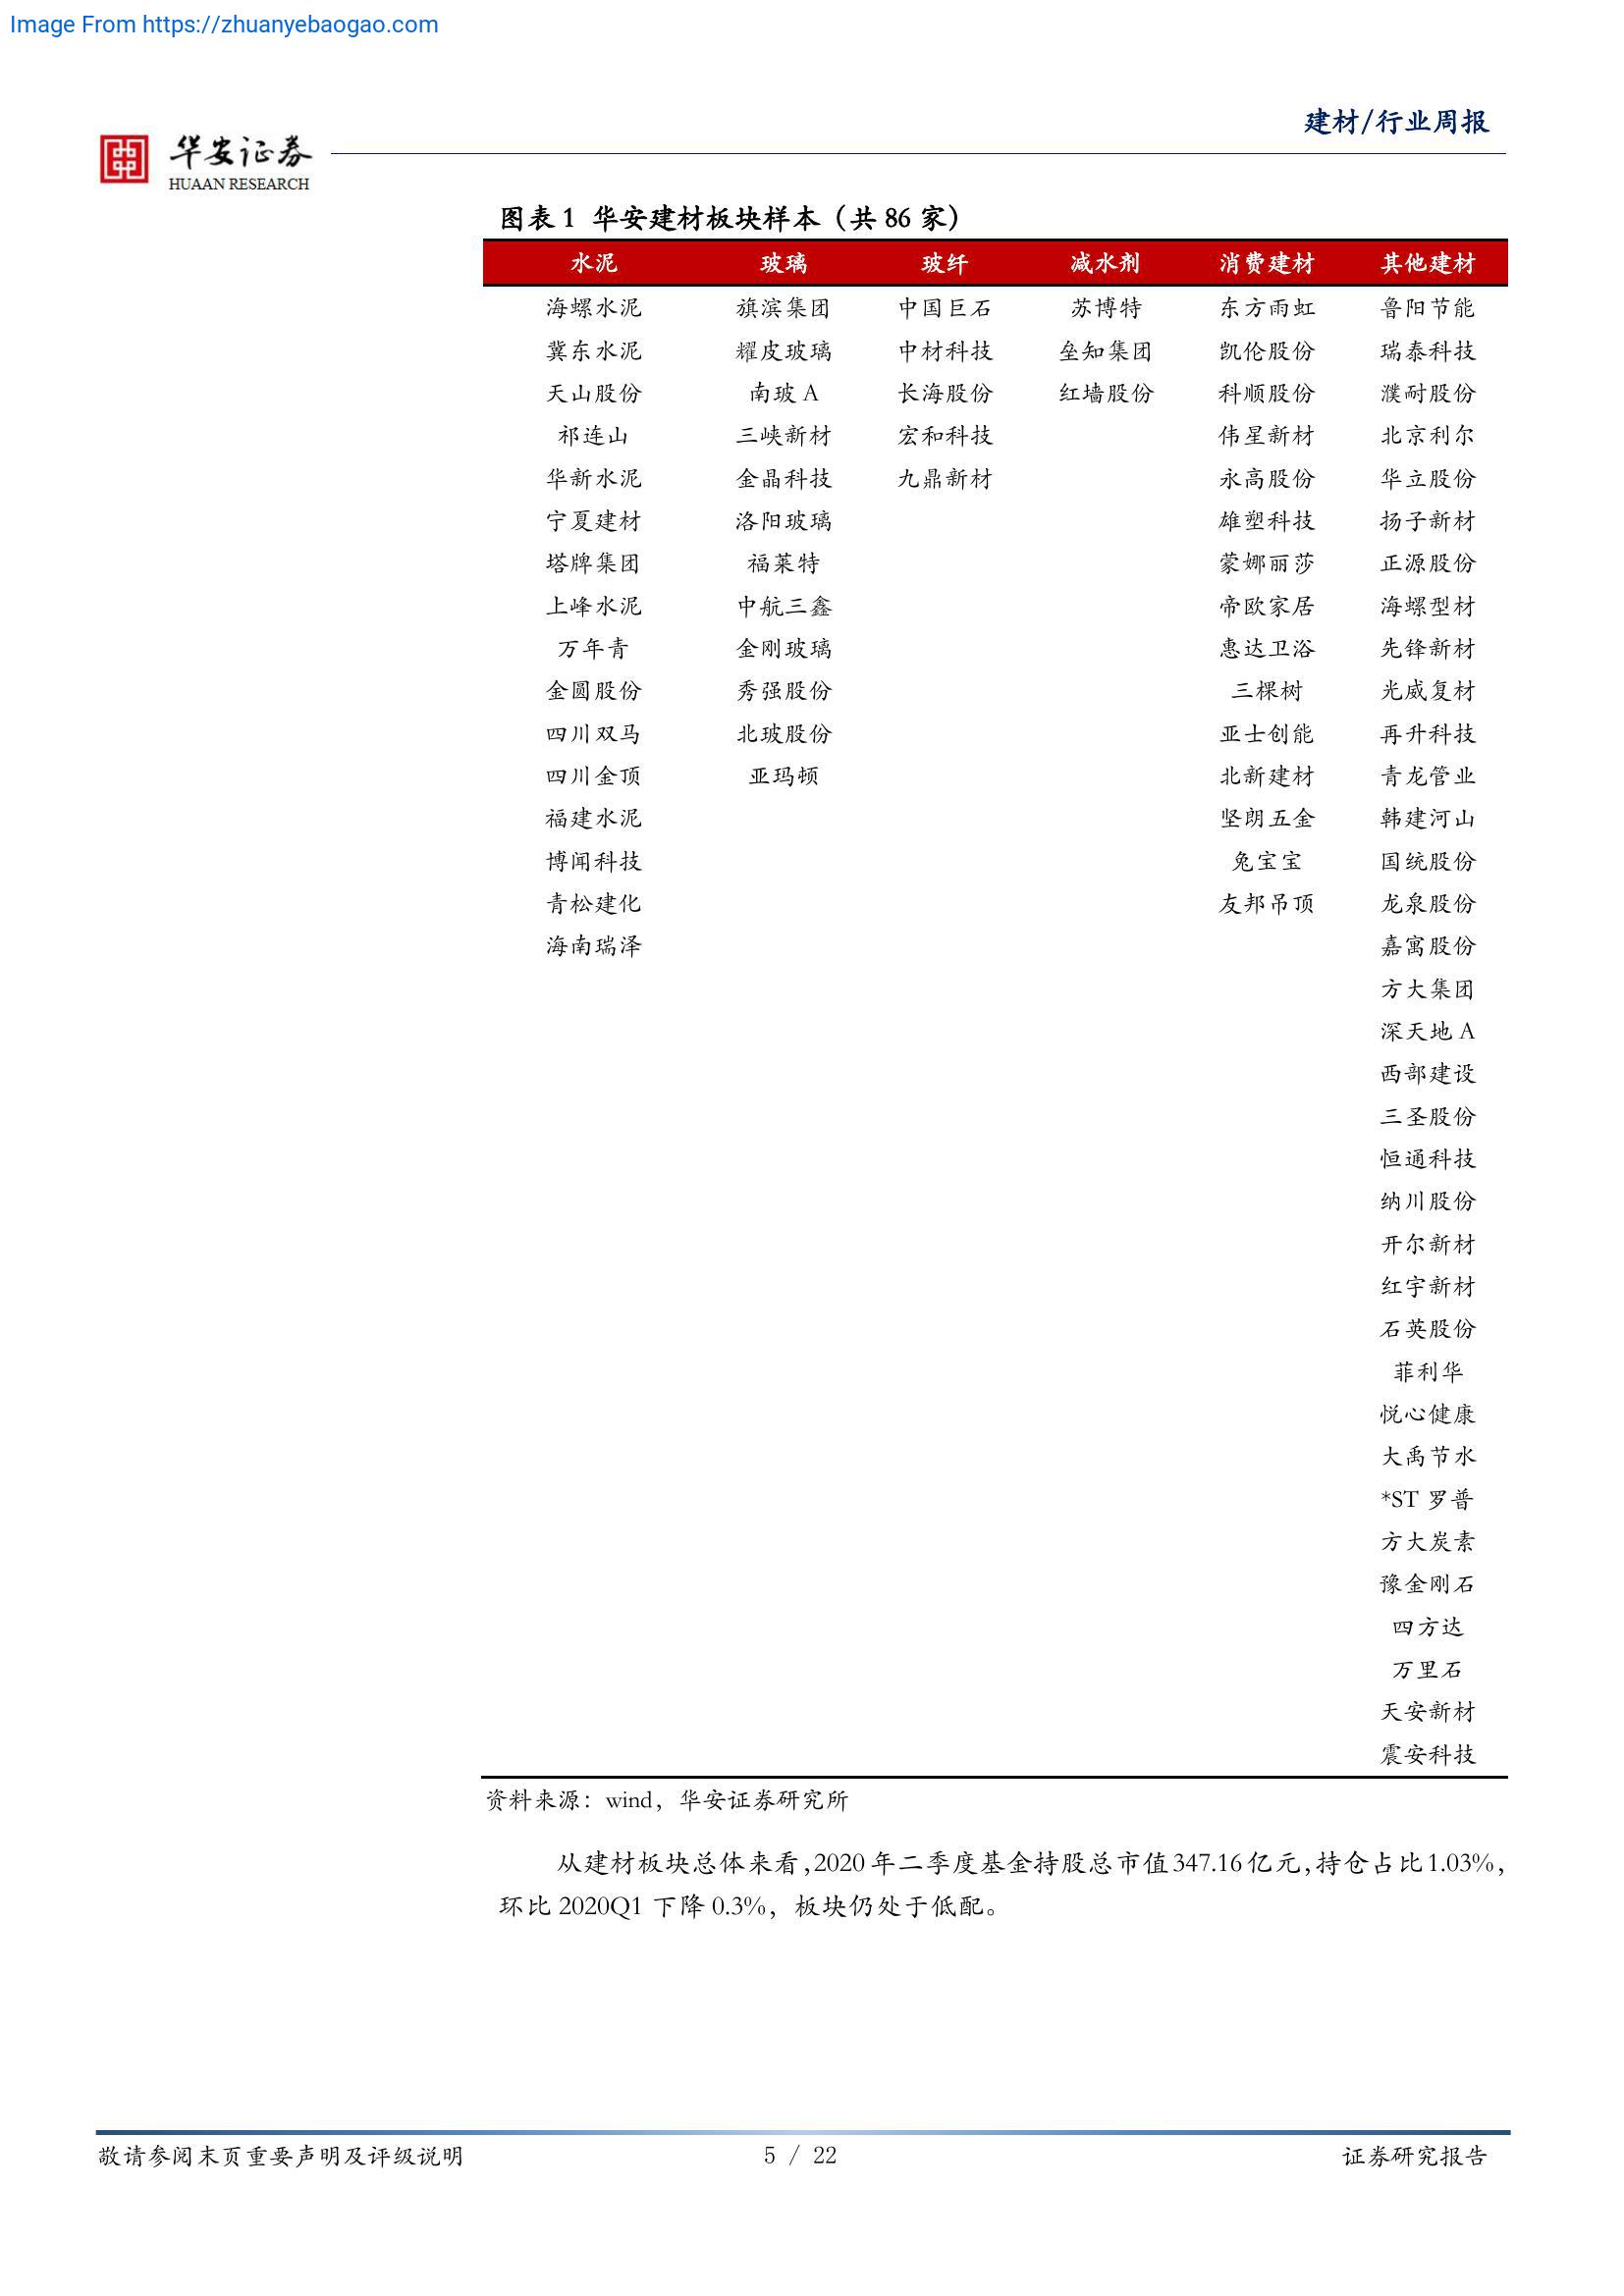 Image From https://zhuanyebaogao.com
建材/行业周报
华安证券
HUAAN RESEARCH
图表 1 华安建材板块样本（共 86 家）
水泥 玻璃 玻纤 减水剂 消费建材 其他建材
海螺水泥 旗滨集团 中国巨石 苏博特 东方雨虹 鲁阳节能
冀东水泥 耀皮玻璃 中材科技 垒知集团 凯伦股份 瑞泰科技
天山股份 南玻 A 长海股份 红墙股份 科顺股份 濮耐股份
祁连山 三峡新材 宏和科技 伟星新材 北京利尔
华新水泥 金晶科技 九鼎新材 永高股份 华立股份
宁夏建材 洛阳玻璃 雄塑科技 扬子新材
塔牌集团 福莱特 蒙娜丽莎 正源股份
上峰水泥 中航三鑫 帝欧家居 海螺型材
万年青 金刚玻璃 惠达卫浴 先锋新材
金圆股份 秀强股份 三棵树 光威复材
四川双马 北玻股份 亚士创能 再升科技
四川金顶 亚玛顿 北新建材 青龙管业
福建水泥 坚朗五金 韩建河山
博闻科技 兔宝宝 国统股份
青松建化 友邦吊顶 龙泉股份
海南瑞泽 嘉寓股份
方大集团
深天地 A
西部建设
三圣股份
恒通科技
纳川股份
开尔新材
红宇新材
石英股份
菲利华
悦心健康
大禹节水
*ST 罗普
方大炭素
豫金刚石
四方达
万里石
天安新材
震安科技
资料来源：wind，华安证券研究所
从建材板块总体来看，2020 年二季度基金持股总市值 347.16 亿元，持仓占比 1.03%，
环比 2020Q1 下降 0.3%，板块仍处于低配。
敬请参阅末页重要声明及评级说明 5 / 22 证券研究报告